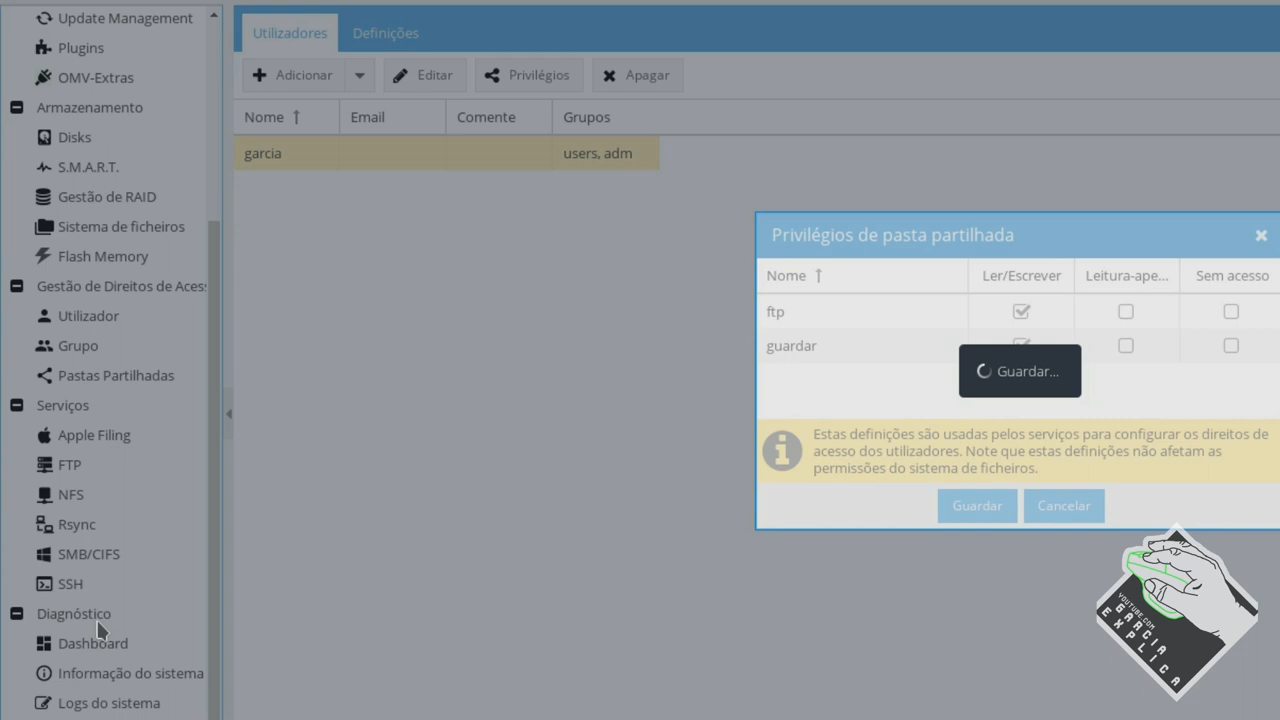 Update Management
Plugins
OMV-Extras
Armazenamento
Disks
S.M.A.R.T.
Gestão de RAID
Sistema de ficheiros
Flash Memory
Gestão de Direitos de Aces
Utilizador
Grupo
Pastas Partilhadas
Serviços
Apple Filing
FTP
NFS
Rsync
SMB/CIFS
SSH
Diagnóstico
Dashboard
Informação do sistema
Logs do sistema
Utilizadores Definições
Adicionar Editar Privilégios Apagar
Nome Email Comente Grupos
garcia users, adm
Privilégios de pasta partilhada
Nome Ler/Escrever Leitura-ape... Sem acesso
ftp
guardar
Guardar...
Estas definições são usadas pelos serviços para configurar os direitos de
acesso dos utilizadores. Note que estas definições não afetam as
permissões do sistema de ficheiros.
Guardar Cancelar
YOUTUBE.COM
GARCIA
EXPLICA